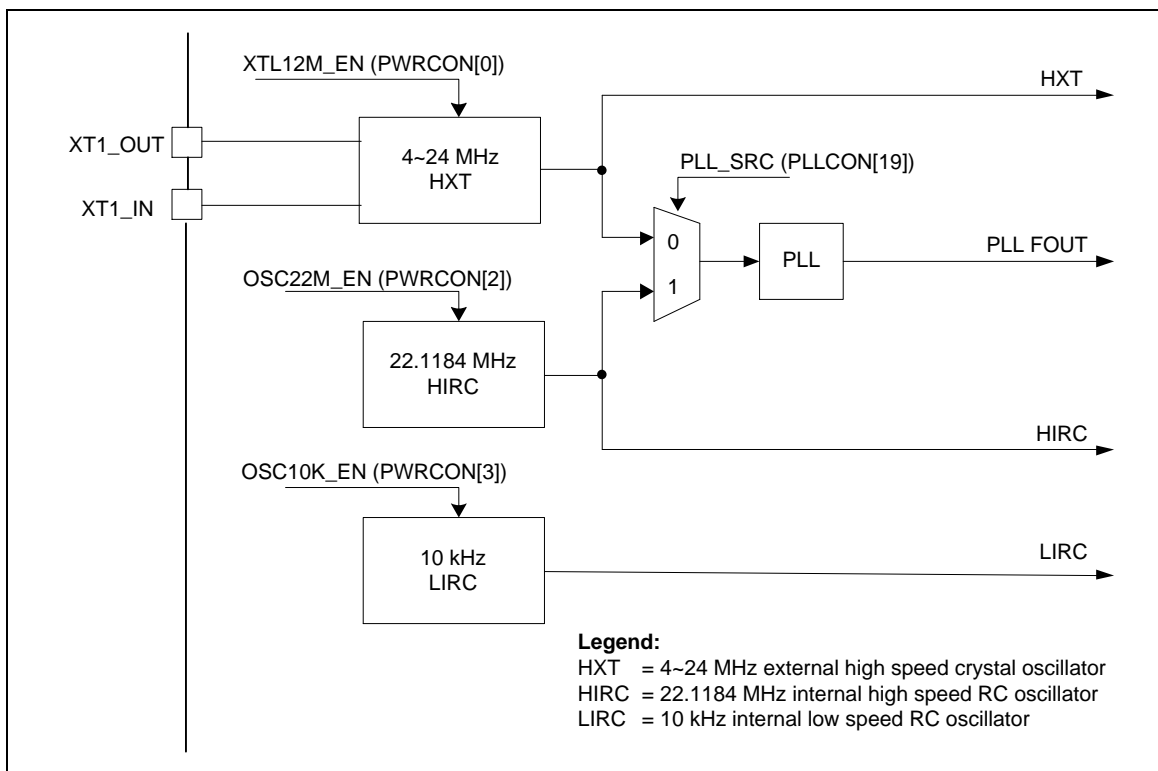 XTL12M_EN (PWRCON[0])
HXT
XT1_OUT
4~24 MHz
HXT
PLL_SRC (PLLCON[19])
XT1_IN
0
PLL
PLL FOUT
1
OSC22M_EN (PWRCON[2])
22.1184 MHz
HIRC
HIRC
OSC10K_EN (PWRCON[3])
10 kHz
LIRC
LIRC
Legend:
HXT = 4~24 MHz external high speed crystal oscillator
HIRC = 22.1184 MHz internal high speed RC oscillator
LIRC = 10 kHz internal low speed RC oscillator